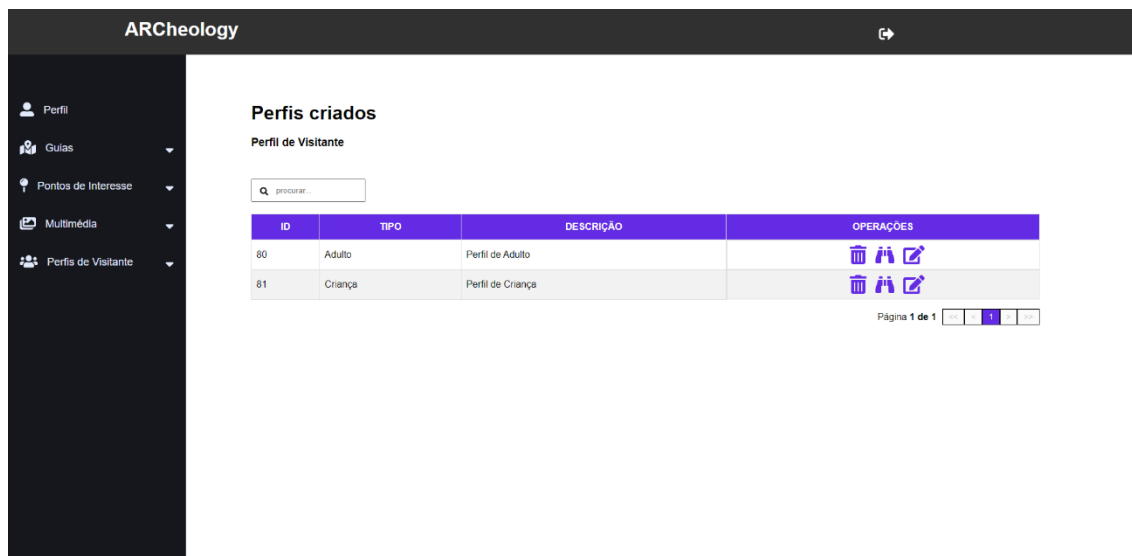 ARCheology
Perfil
Guias
Pontos de Interesse
Multimédia
Perfis de Visitante
Perfis criados
Perfil de Visitante
procurar..
ID TIPO DESCRIÇÃO OPERAÇÕES
80 Adulto Perfil de Adulto
81 Criança Perfil de Criança
Página 1 de 1 << < 1 > >>